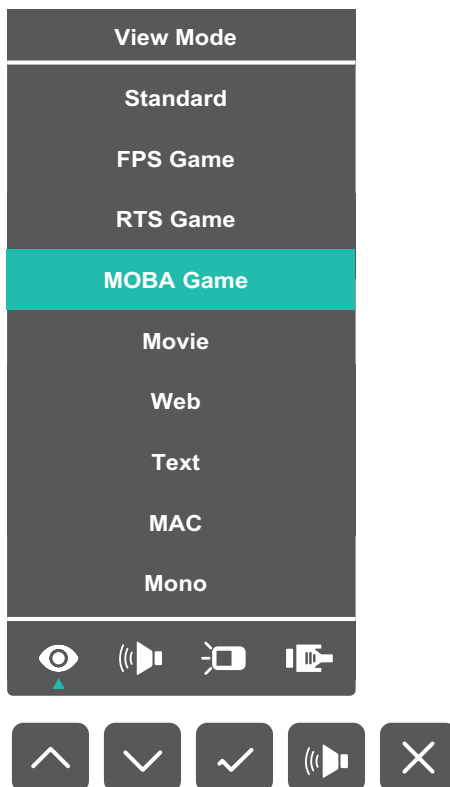 View Mode
Standard
FPS Game
RTS Game
MOBA Game
Movie
Web
Text
MAC
Mono